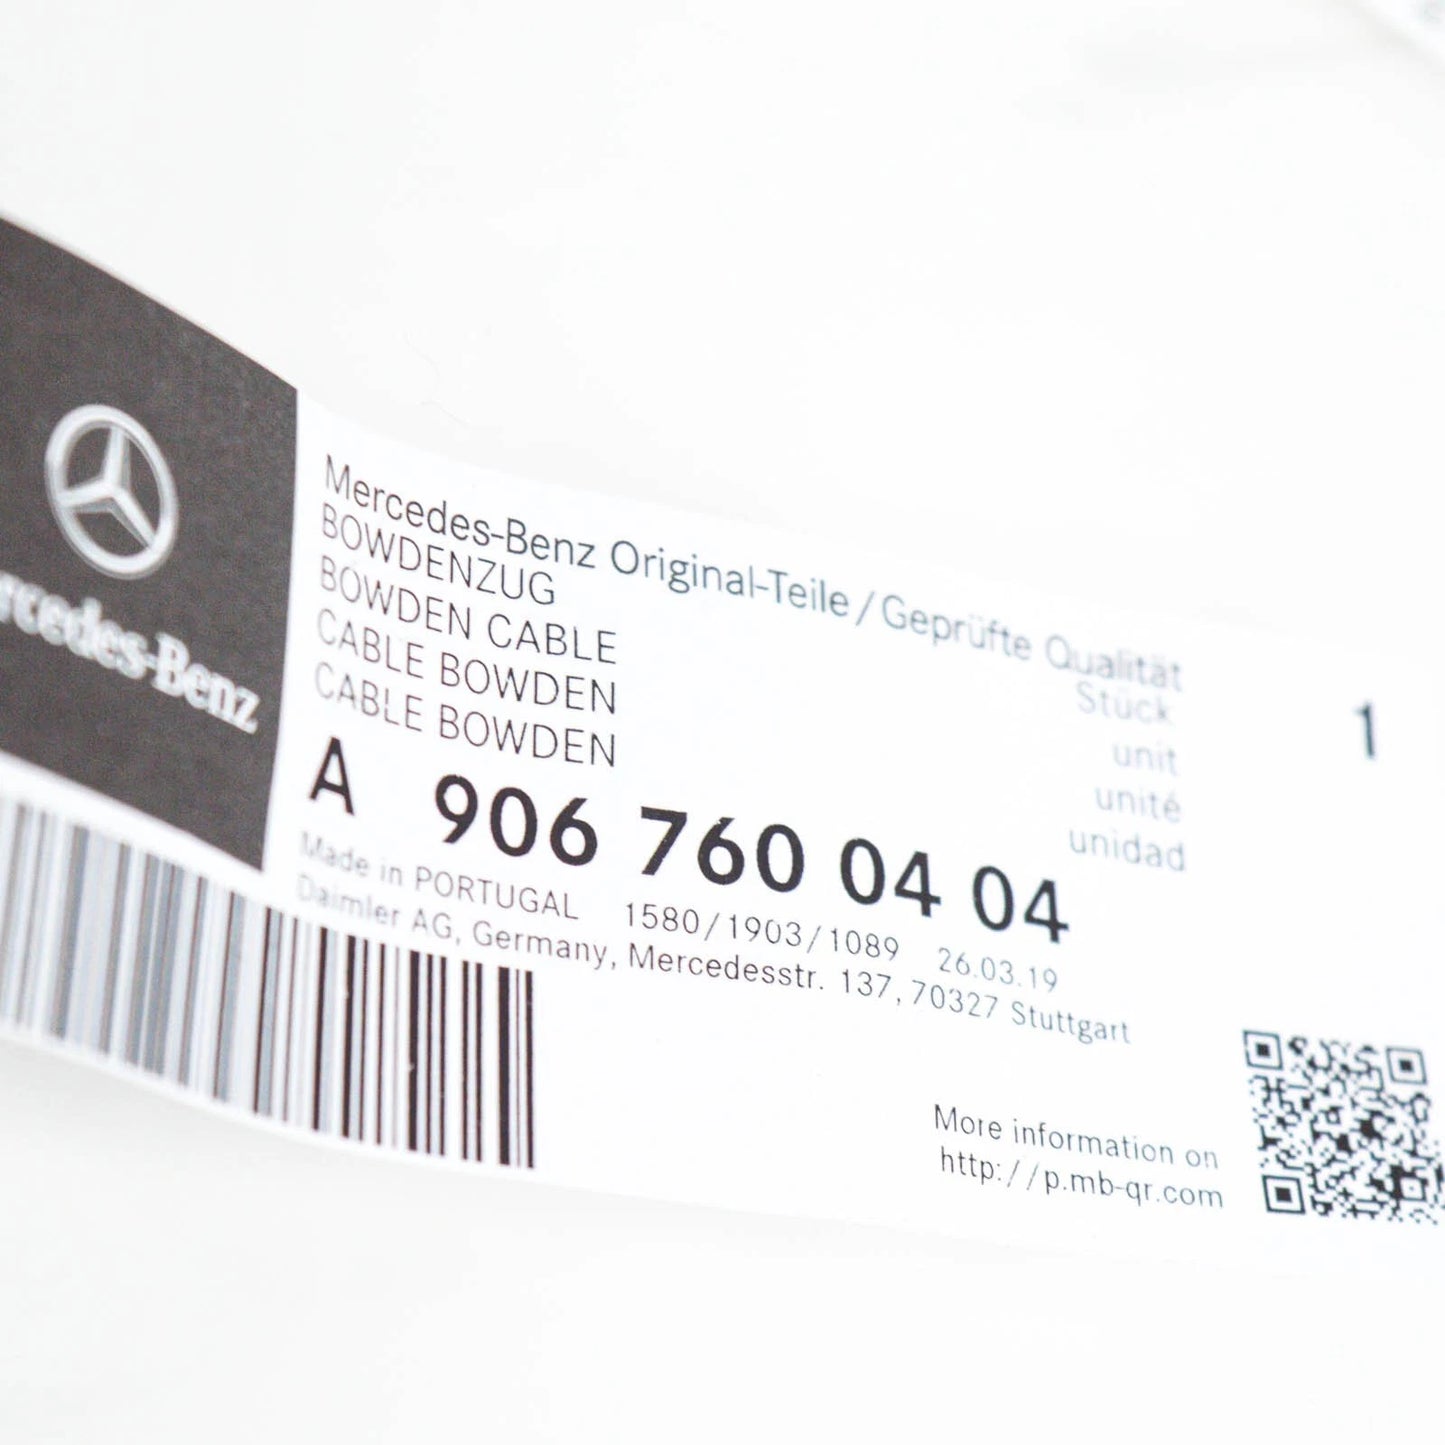 Mercedes-Benz
Mercedes-Benz Original-Teile / Geprüfte Qualität
BOWDENZUG
BOWDEN CABLE
CABLE BOWDEN
CABLE BOWDEN
Stück
unit
unité
unidad
1
A 906 760 04 04
Made in PORTUGAL 1580/1903/1089 26.03.19
Daimler AG, Germany, Mercedesstr. 137, 70327 Stuttgart
More information on
http://p.mb-qr.com